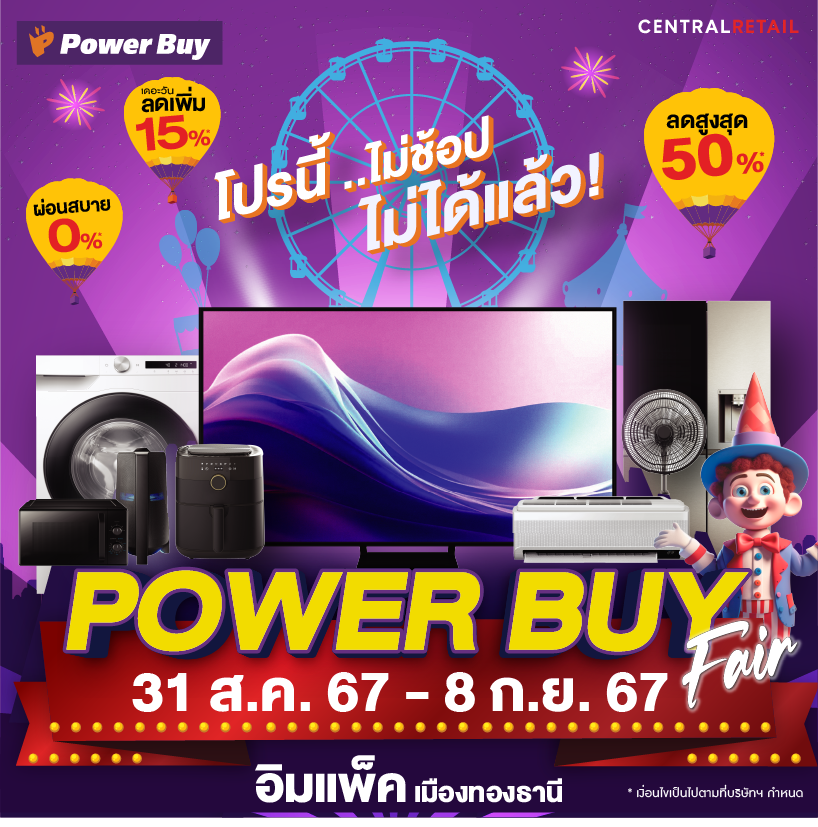 Power Buy
CENTRALRETAIL
เดอะวัน
ลดเพิ่ม
15%*
ลดสูงสุด
50%*
ผ่อนสบาย
0%*
โปรนี้ ..ไม่ช้อป
ไม่ได้แล้ว!
POWER BUY
Fair
31 ส.ค. 67 - 8 ก.ย. 67
อิมแพ็ค เมืองทองธานี
* เงื่อนไขเป็นไปตามที่บริษัทฯ กำหนด